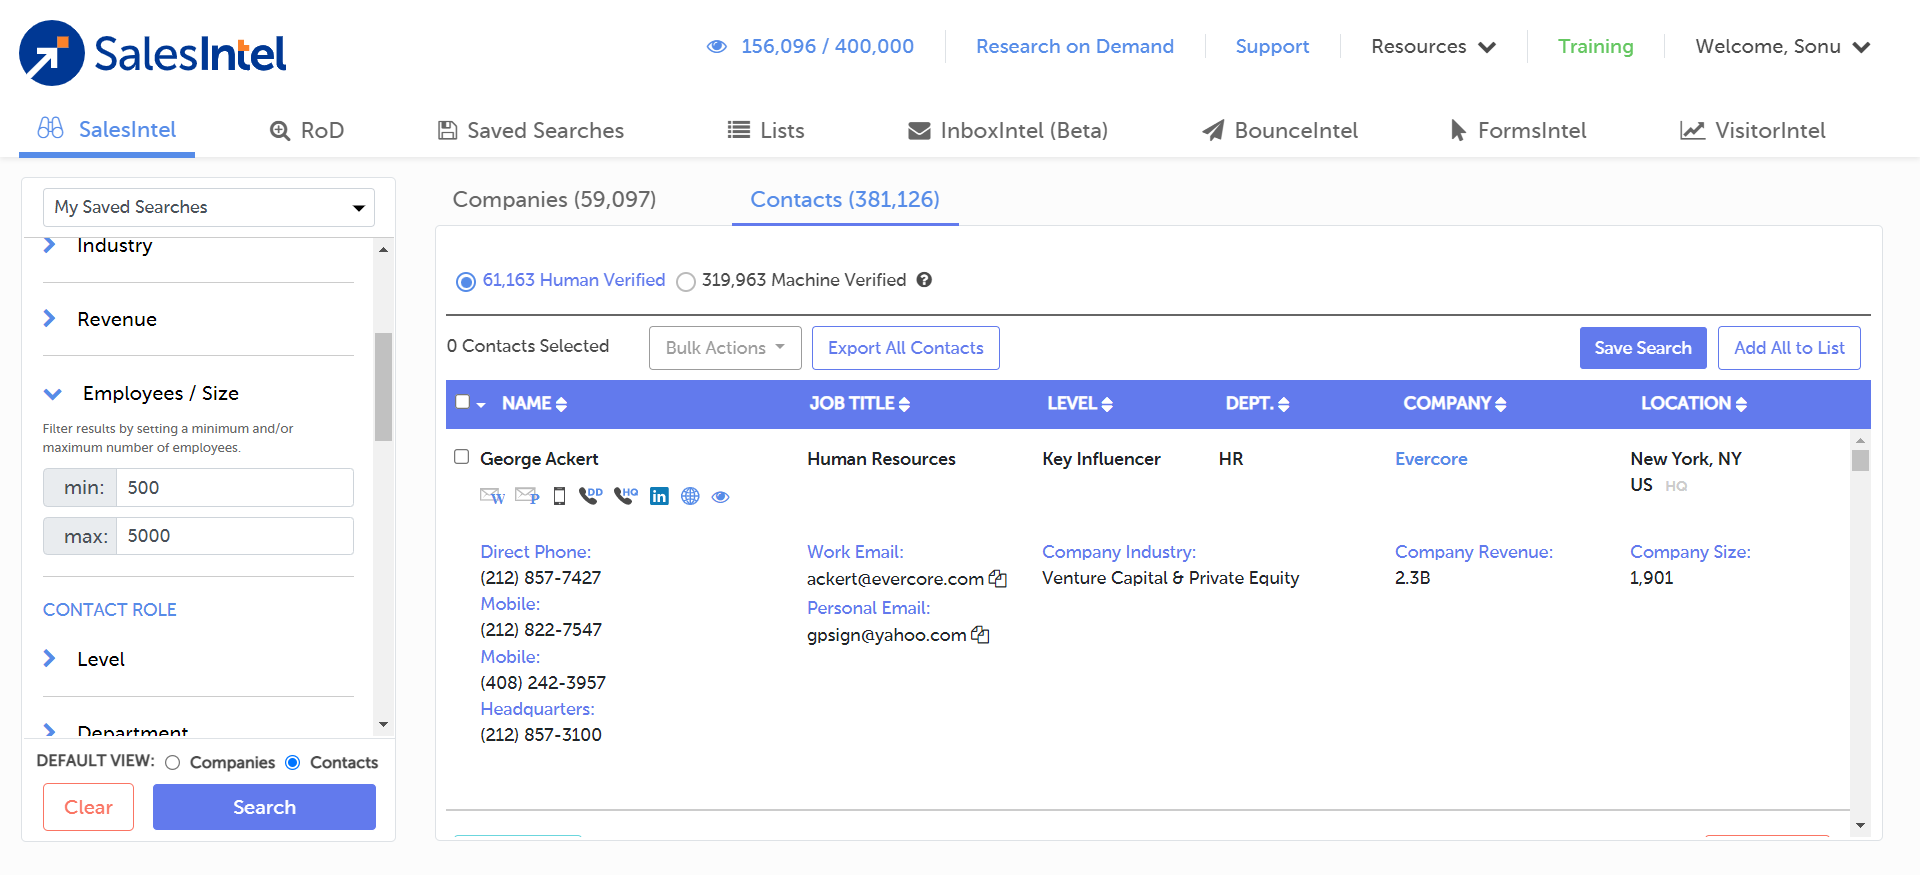 SalesIntel
156,096 / 400,000
Research on Demand
Support
Resources
Training
Welcome, Sonu
SalesIntel
RoD
Saved Searches
Lists
InboxIntel (Beta)
BounceIntel
FormsIntel
VisitorIntel
My Saved Searches
Industry
Revenue
Employees / Size
Filter results by setting a minimum and/or
maximum number of employees.
min: 500
max: 5000
CONTACT ROLE
Level
Department
DEFAULT VIEW: Companies Contacts
Clear
Search
Companies (59,097)
Contacts (381,126)
61,163 Human Verified
319,963 Machine Verified ?
0 Contacts Selected
Bulk Actions
Export All Contacts
Save Search
Add All to List
NAME
JOB TITLE
LEVEL
DEPT.
COMPANY
LOCATION
George Ackert
Human Resources
Key Influencer
HR
Evercore
New York, NY
US HQ
W
P
DD
HQ
in
Direct Phone:
(212) 857-7427
Mobile:
(212) 822-7547
Mobile:
(408) 242-3957
Headquarters:
(212) 857-3100
Work Email:
ackert@evercore.com
Personal Email:
gpsign@yahoo.com
Company Industry:
Venture Capital & Private Equity
Company Revenue:
2.3B
Company Size:
1,901